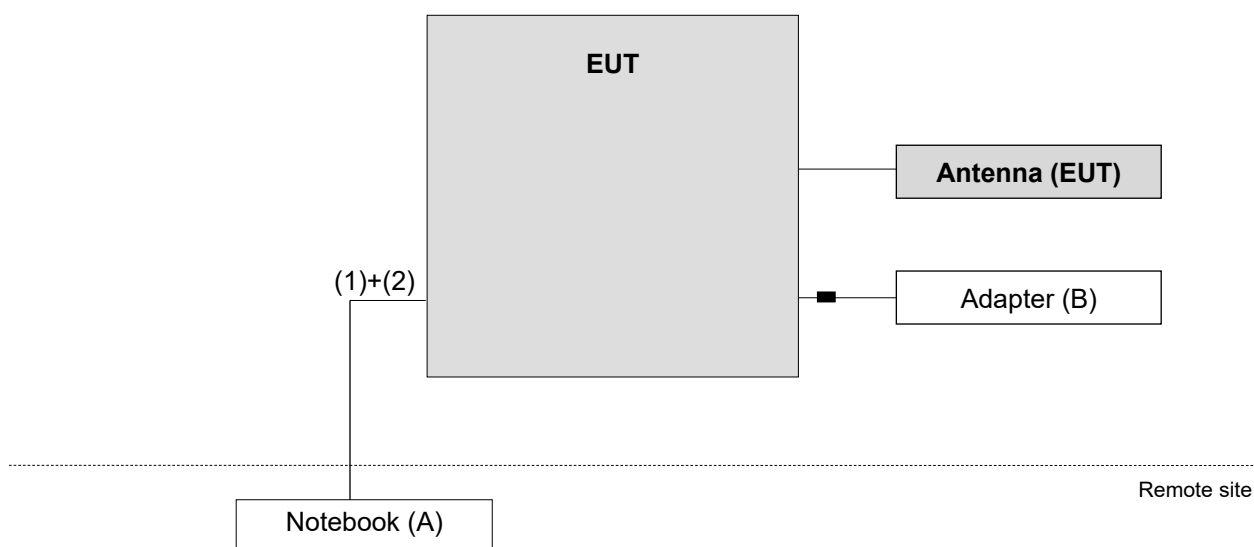 EUT
Antenna (EUT)
(1)+(2)
Adapter (B)
Remote site
Notebook (A)